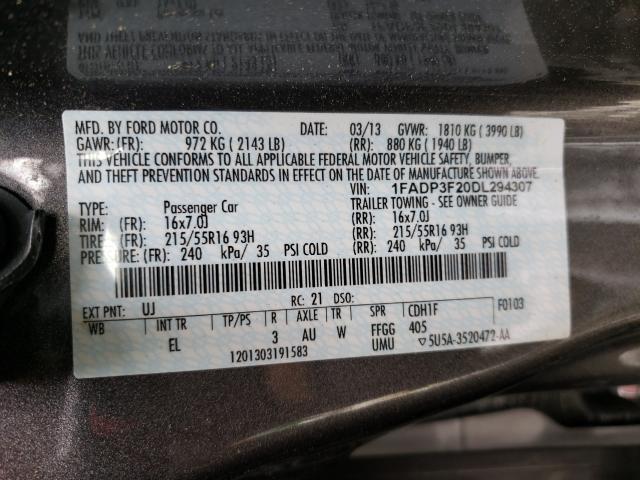 MFD. BY FORD MOTOR CO. DATE: 03/13 GVWR: 1810 KG ( 3990 LB)
GAWR: (FR): 972 KG ( 2143 LB) (RR): 880 KG ( 1940 LB)
THIS VEHICLE CONFORMS TO ALL APPLICABLE FEDERAL MOTOR VEHICLE SAFETY, BUMPER,
AND THEFT PREVENTION STANDARDS IN EFFECT ON THE DATE OF MANUFACTURE SHOWN ABOVE.
VIN: 1FADP3F20DL294307
TYPE: Passenger Car TRAILER TOWING - SEE OWNER GUIDE
RIM: (FR): 16x7.0J (RR): 16x7.0J
TIRE: (FR): 215/55R16 93H (RR): 215/55R16 93H
PRESSURE: (FR): 240 kPa/ 35 PSI COLD (RR): 240 kPa/ 35 PSI COLD
RC: 21 DSO: F0103
EXT PNT: UJ
WB INT TR TP/PS R AXLE TR SPR CDH1F
EL 3 AU W FFGG 405
1201303191583 UMU ▽5U5A-3520472-AA